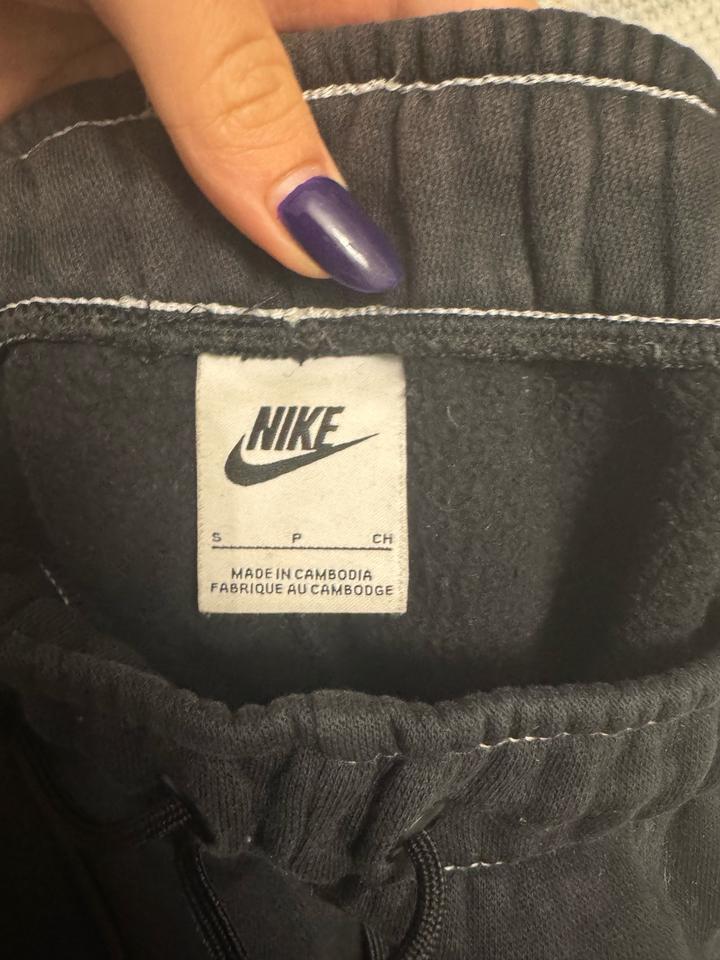 NIKE
S P CH
MADE IN CAMBODIA
FABRIQUE AU CAMBODGE